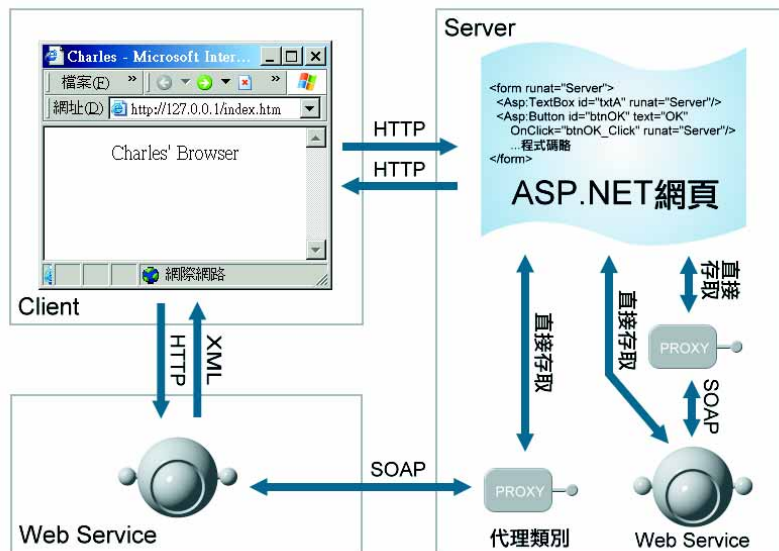 Charles - Microsoft Inter...
檔案(F) »
»
網址(D) http://127.0.0.1/index.htm
Charles' Browser
網際網路
Client
HTTP
HTTP
Server
<form runat="Server">
<Asp:TextBox id="txtA" runat="Server"/>
<Asp:Button id="btnOK" text="OK"
OnClick="btnOK_Click" runat="Server"/>
...程式碼略
</form>
ASP.NET網頁
HTTP
XML
直接存取
直接存取
直接
存取
PROXY
SOAP
Web Service
SOAP
PROXY
代理類別
Web Service